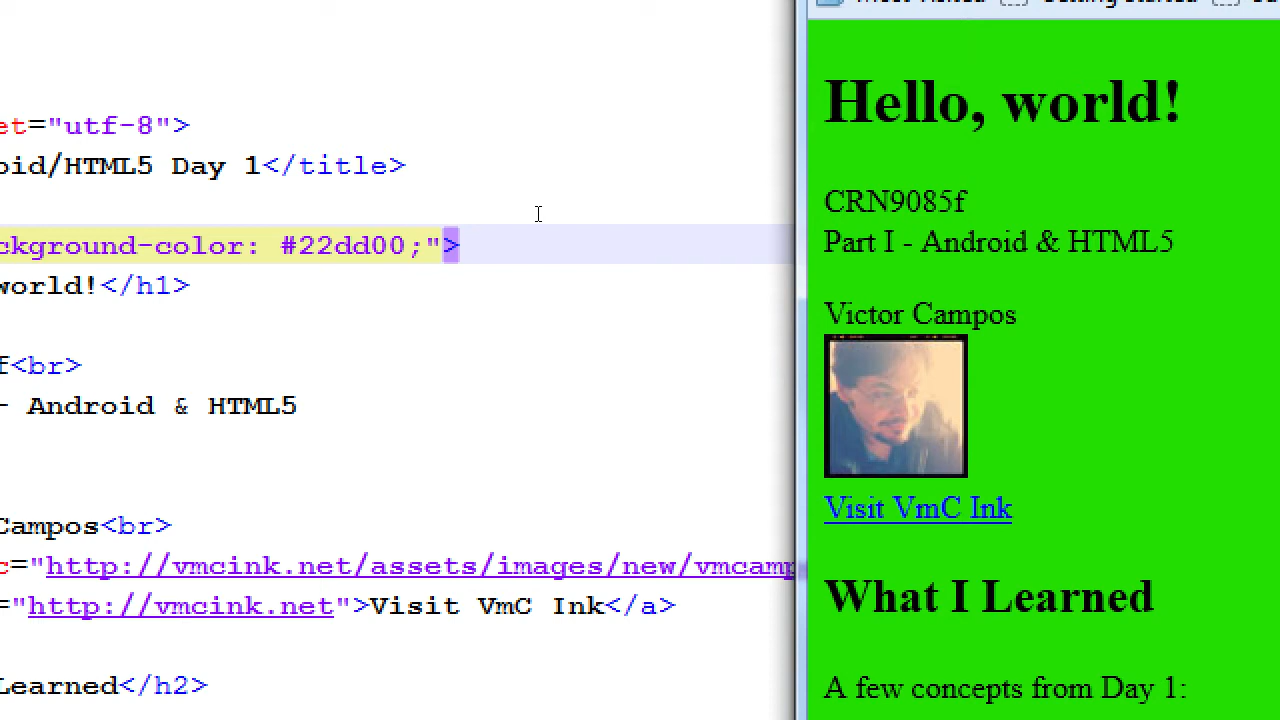 et="utf-8">
oid/HTML5 Day 1</title>
ckground-color: #22dd00;">
world!</h1>
f<br>
- Android & HTML5
Campos<br>
c="http://vmcink.net/assets/images/new/vmcamp
="http://vmcink.net">Visit VmC Ink</a>
Learned</h2>
Hello, world!
CRN9085f
Part I - Android & HTML5
Victor Campos
Visit VmC Ink
What I Learned
A few concepts from Day 1: